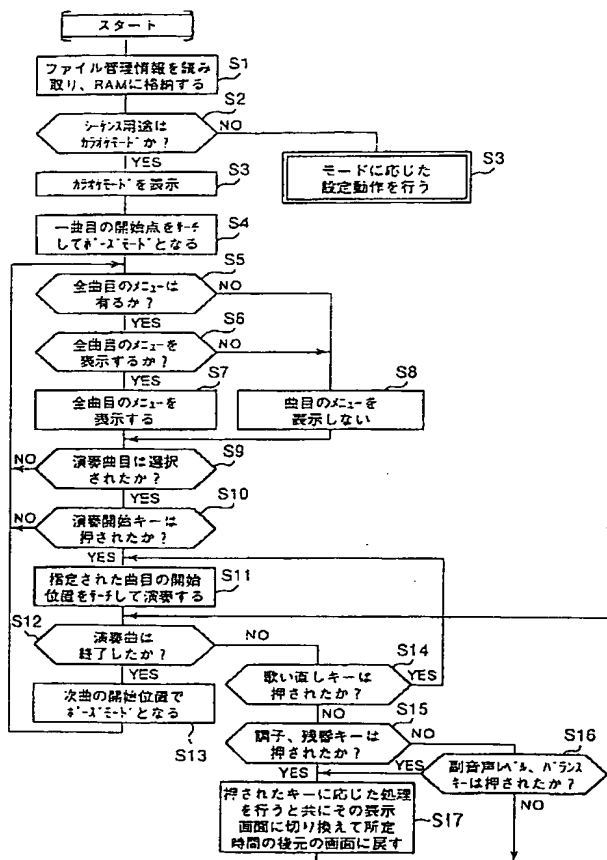 スタート
ファイル管理情報を読み
取り、RAMに格納する
S1
S2
シーケンス用途は
カラオケモードか?
NO
YES
S3
カラオケモードを表示
S3
モードに応じた
設定動作を行う
S4
一曲目の開始点をサーチ
してポーズモードとなる
S5
全曲目のメニューは
有るか?
NO
YES
S6
全曲目のメニューを
表示するか?
NO
YES
S7
全曲目のメニューを
表示する
S8
曲目のメニューを
表示しない
S9
NO
演奏曲目は選択
されたか?
YES
S10
NO
演奏開始キーは
押されたか?
YES
S11
指定された曲目の開始
位置をサーチして演奏する
S12
演奏曲は
終了したか?
NO
YES
S14
歌い直しキーは
押されたか?
YES
NO
次曲の開始位置で
ポーズモードとなる
S13
S15
調子、残響キーは
押されたか?
NO
YES
S16
副音声レベル、バランス
キーは押されたか?
YES
NO
押されたキーに応じた処理
を行うと共にその表示
画面に切り換えて所定
時間の後元の画面に戻す
S17